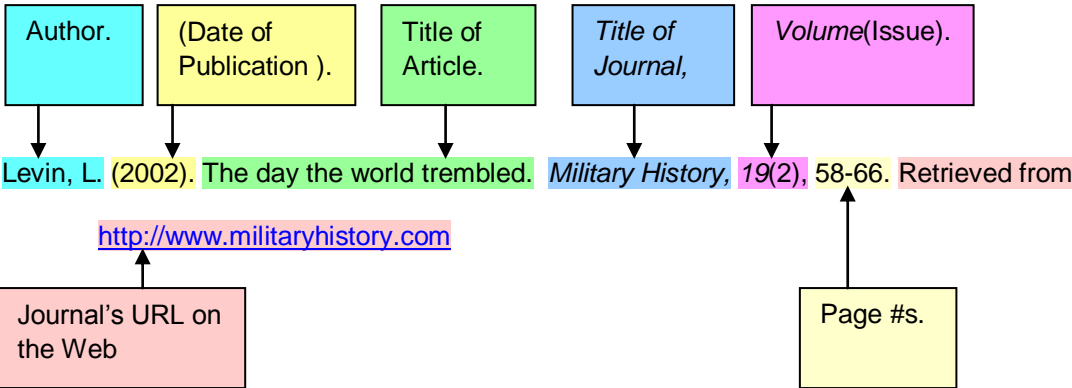 Author.
(Date of
Publication ).
Title of
Article.
Title of
Journal,
Volume(Issue).
Levin, L. (2002). The day the world trembled. Military History, 19(2), 58-66. Retrieved from
http://www.militaryhistory.com
Journal’s URL on
the Web
Page #s.